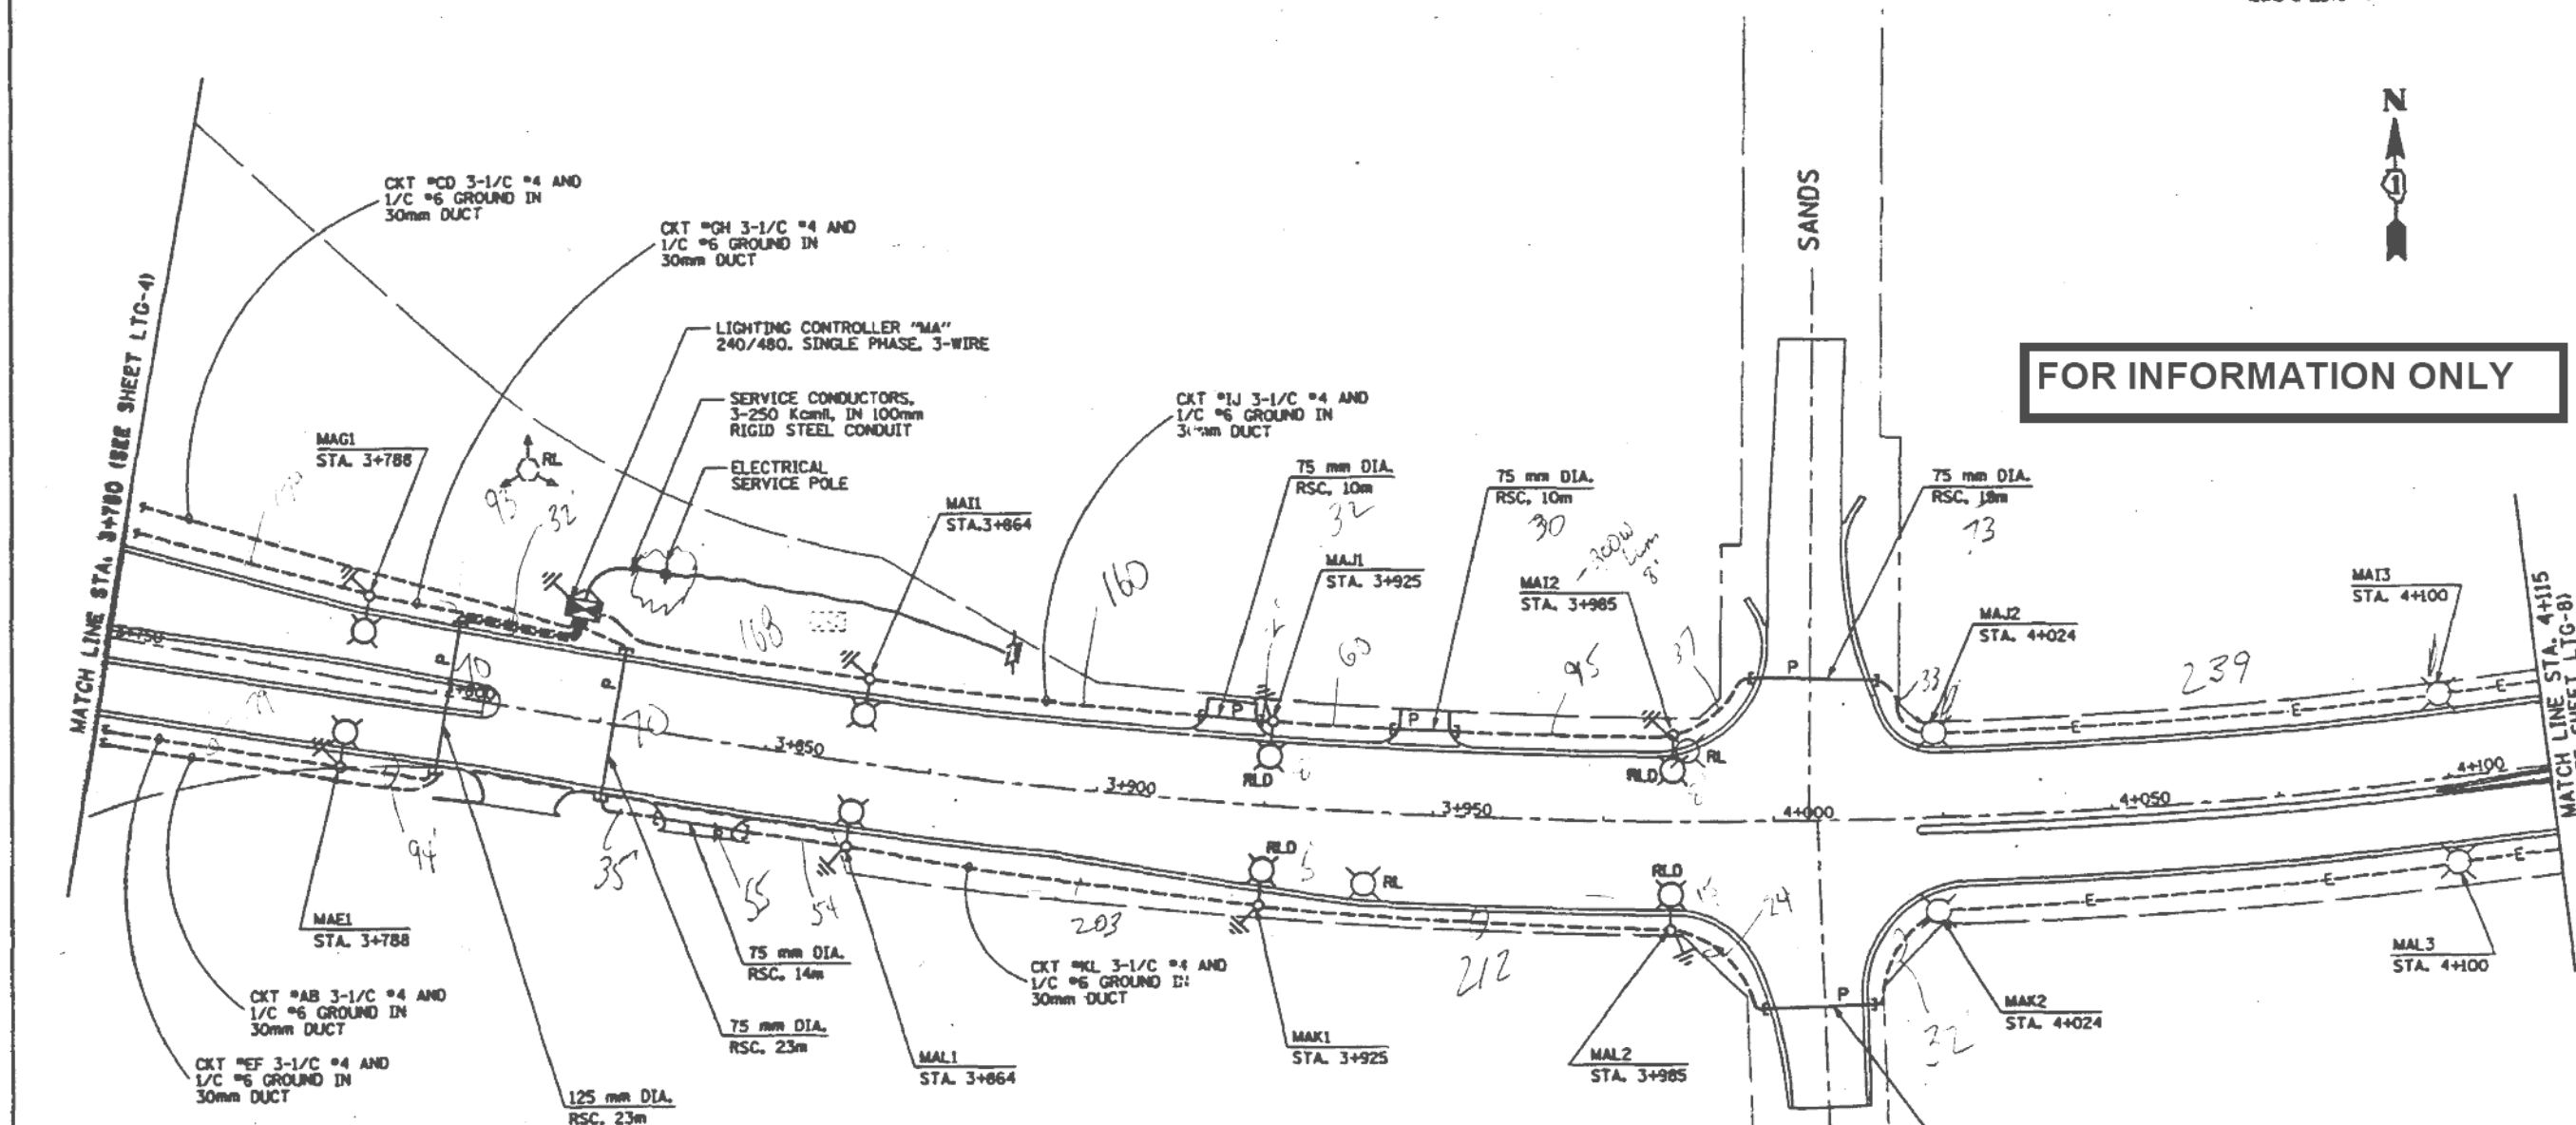 N
1
SANDS
FOR INFORMATION ONLY
CKT #CD 3-1/C #4 AND
1/C #6 GROUND IN
30mm DUCT
CKT #GH 3-1/C #4 AND
1/C #6 GROUND IN
30mm DUCT
LIGHTING CONTROLLER "MA"
240/480. SINGLE PHASE. 3-WIRE
SERVICE CONDUCTORS,
3-250 Kcmil, IN 100mm
RIGID STEEL CONDUIT
ELECTRICAL
SERVICE POLE
CKT #IJ 3-1/C #4 AND
1/C #6 GROUND IN
DUCT
MATCH LINE STA. 3+780 (SEE SHEET LTG-4)
MAG1
STA. 3+788
RL
93
32'
MAI1
STA.3+864
75 mm DIA.
RSC, 10m
32
75 mm DIA.
RSC, 10m
30
75 mm DIA.
RSC, 18m
73
MAJ1
STA. 3+925
MAI2
STA. 3+985
8'
MAJ2
STA. 4+024
MAI3
STA. 4+100
MATCH LINE STA. 4+115
168
160
60
95
37
33
239
P
P
P
P
P
P
R
70
70
RLD
RLD
RL
E
E
E
3+850
3+900
3+950
4+000
4+050
4+100
94'
35
55
54
203
RLD
RL
RLD
212
24
32
E
E
E
MAE1
STA. 3+788
75 mm DIA.
RSC. 14m
CKT #KL 3-1/C #4 AND
1/C #6 GROUND IN
30mm DUCT
MAL3
STA. 4+100
CKT #AB 3-1/C #4 AND
1/C #6 GROUND IN
30mm DUCT
75 mm DIA.
RSC. 23m
MAL1
STA. 3+864
MAK1
STA. 3+925
MAL2
STA. 3+985
MAK2
STA. 4+024
CKT #EF 3-1/C #4 AND
1/C #6 GROUND IN
30mm DUCT
125 mm DIA.
RSC. 23m